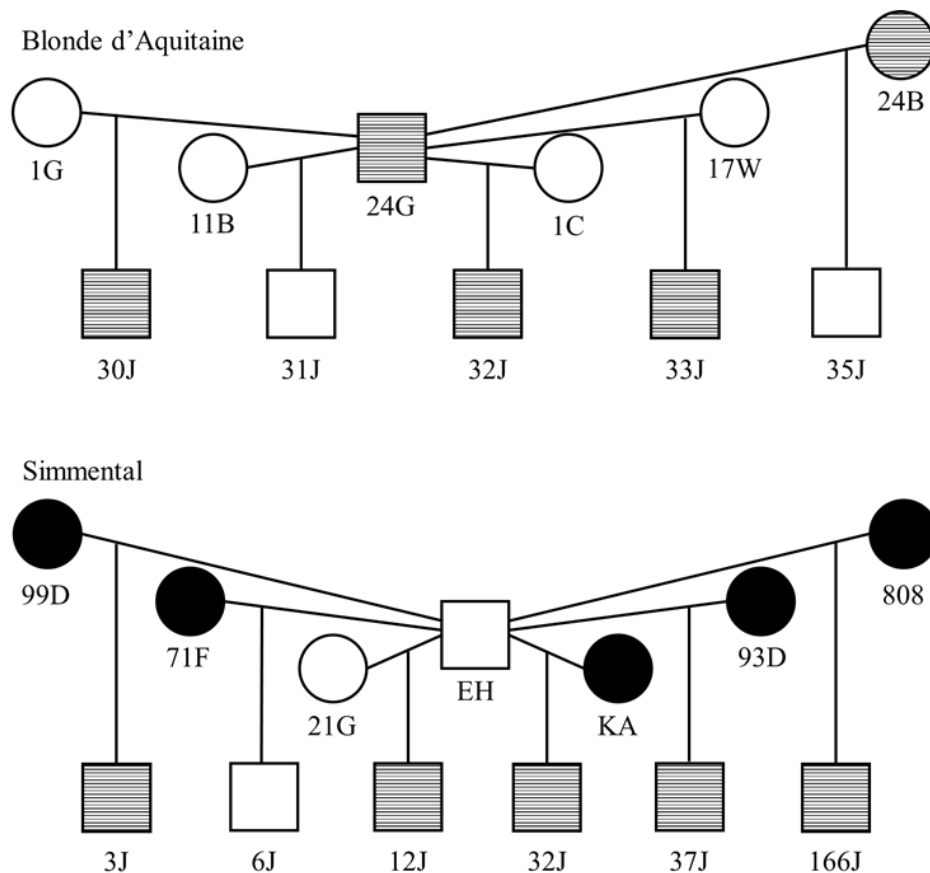 Blonde d’Aquitaine
24B
1G
17W
11B
24G
1C
30J
31J
32J
33J
35J
Simmental
99D
808
71F
93D
21G
EH
KA
3J
6J
12J
32J
37J
166J